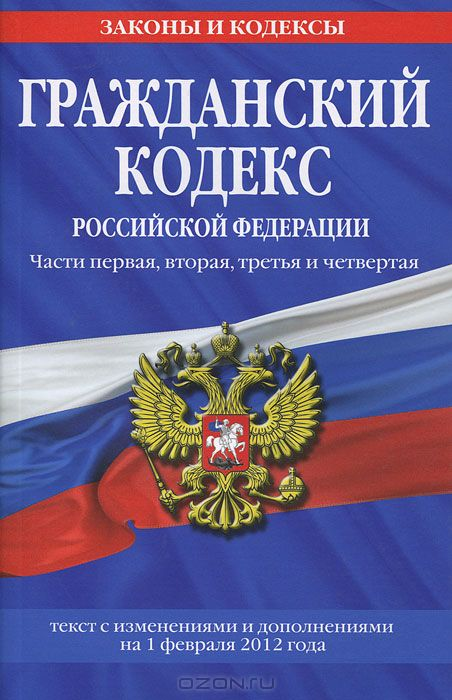 ЗАКОНЫ И КОДЕКСЫ
ГРАЖДАНСКИЙ
КОДЕКС
РОССИЙСКОЙ ФЕДЕРАЦИИ
Части первая, вторая, третья и четвертая
текст с изменениями и дополнениями
на 1 февраля 2012 года
ozon.ru